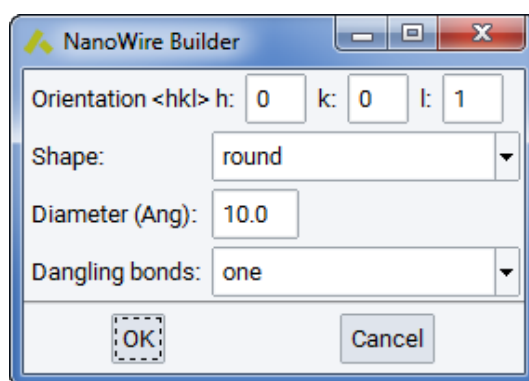 NanoWire Builder
Orientation <hkl> h: 0 k: 0 l: 1
Shape: round
Diameter (Ang): 10.0
Dangling bonds: one
OK Cancel